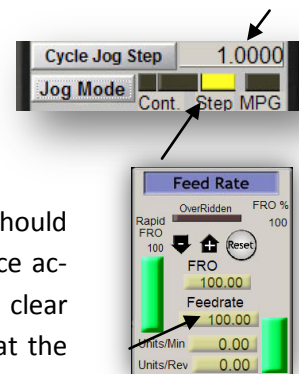 Cycle Jog Step 1.0000
Jog Mode
Cont. Step MPG
Feed Rate
OverRidden FRO %
Rapid 100
FRO
100 Reset
FRO
100.00
Feedrate
100.00
Units/Min 0.00
Units/Rev 0.00
hould
ce ac-
clear
at the